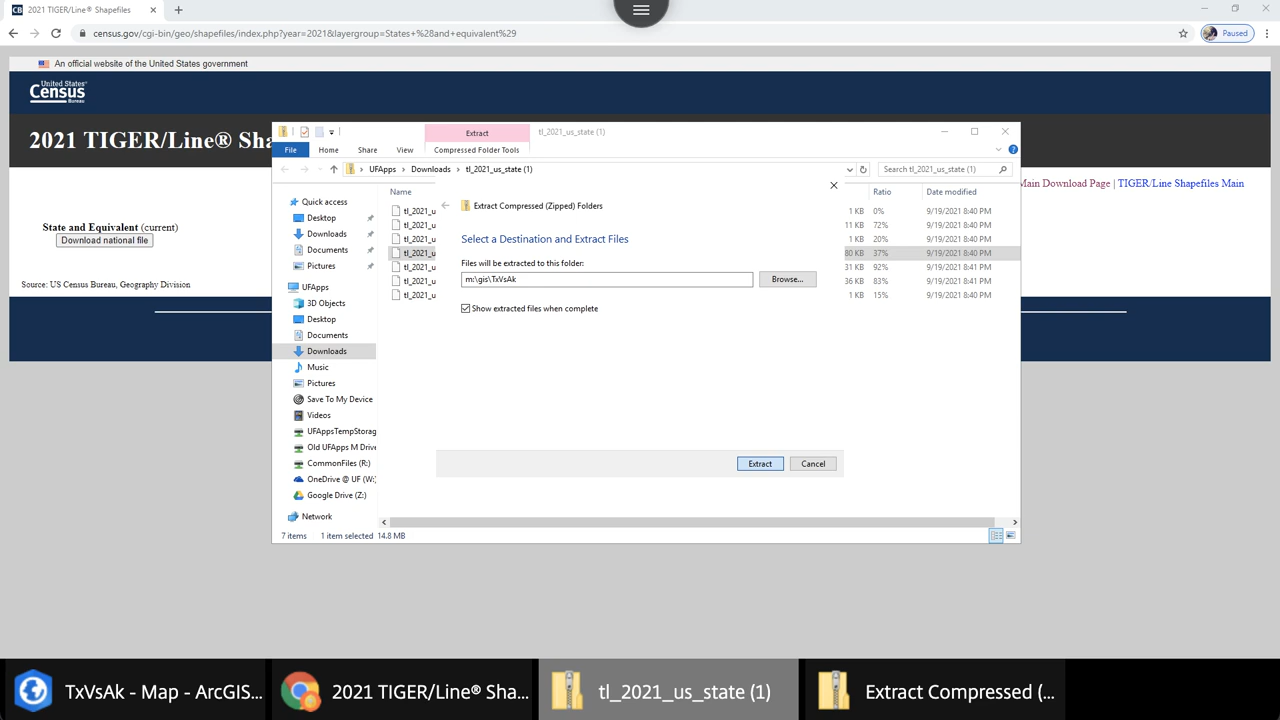 2021 TIGER/Line® Shapefiles
census.gov/cgi-bin/geo/shapefiles/index.php?year=2021&layergroup=States+%28and+equivalent%29
Paused
An official website of the United States government
United States®
Census
Bureau
2021 TIGER/Line® Sha
Main Download Page | TIGER/Line Shapefiles Main
State and Equivalent (current)
Download national file
Source: US Census Bureau, Geography Division
Extract
tl_2021_us_state (1)
File
Home
Share
View
Compressed Folder Tools
UFApps > Downloads > tl_2021_us_state (1)
Search tl_2021_us_state (1)
Name
Ratio
Date modified
tl_2021_u
1 KB 0% 9/19/2021 8:40 PM
tl_2021_u
11 KB 72% 9/19/2021 8:40 PM
tl_2021_u
1 KB 20% 9/19/2021 8:40 PM
tl_2021_u
80 KB 37% 9/19/2021 8:40 PM
tl_2021_u
31 KB 92% 9/19/2021 8:41 PM
tl_2021_u
36 KB 83% 9/19/2021 8:41 PM
tl_2021_u
1 KB 15% 9/19/2021 8:40 PM
Quick access
Desktop
Downloads
Documents
Pictures
UFApps
3D Objects
Desktop
Documents
Downloads
Music
Pictures
Save To My Device
Videos
UFAppsTempStorag
Old UFApps M Drive
CommonFiles (R:)
OneDrive @ UF (W:
Google Drive (Z:)
Network
Extract Compressed (Zipped) Folders
Select a Destination and Extract Files
Files will be extracted to this folder:
m:\gis\TxVsAk
Browse...
Show extracted files when complete
Extract
Cancel
7 items 1 item selected 14.8 MB
TxVsAk - Map - ArcGIS...
2021 TIGER/Line® Sha...
tl_2021_us_state (1)
Extract Compressed (...